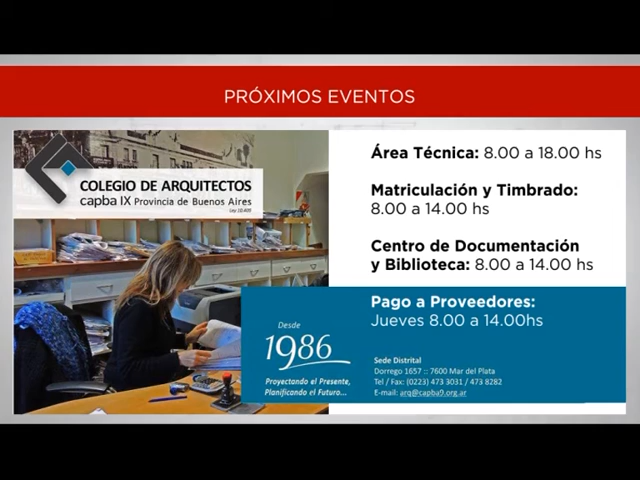 PRÓXIMOS EVENTOS
COLEGIO DE ARQUITECTOS
capba IX Provincia de Buenos Aires
Ley 10.405
Área Técnica: 8.00 a 18.00 hs
Matriculación y Timbrado:
8.00 a 14.00 hs
Centro de Documentación
y Biblioteca: 8.00 a 14.00 hs
Pago a Proveedores:
Jueves 8.00 a 14.00hs
Desde
1986
Proyectando el Presente,
Planificando el Futuro...
Sede Distrital
Dorrego 1657 :: 7600 Mar del Plata
Tel / Fax: (0223) 473 3031 / 473 8282
E-mail: arq@capba9.org.ar